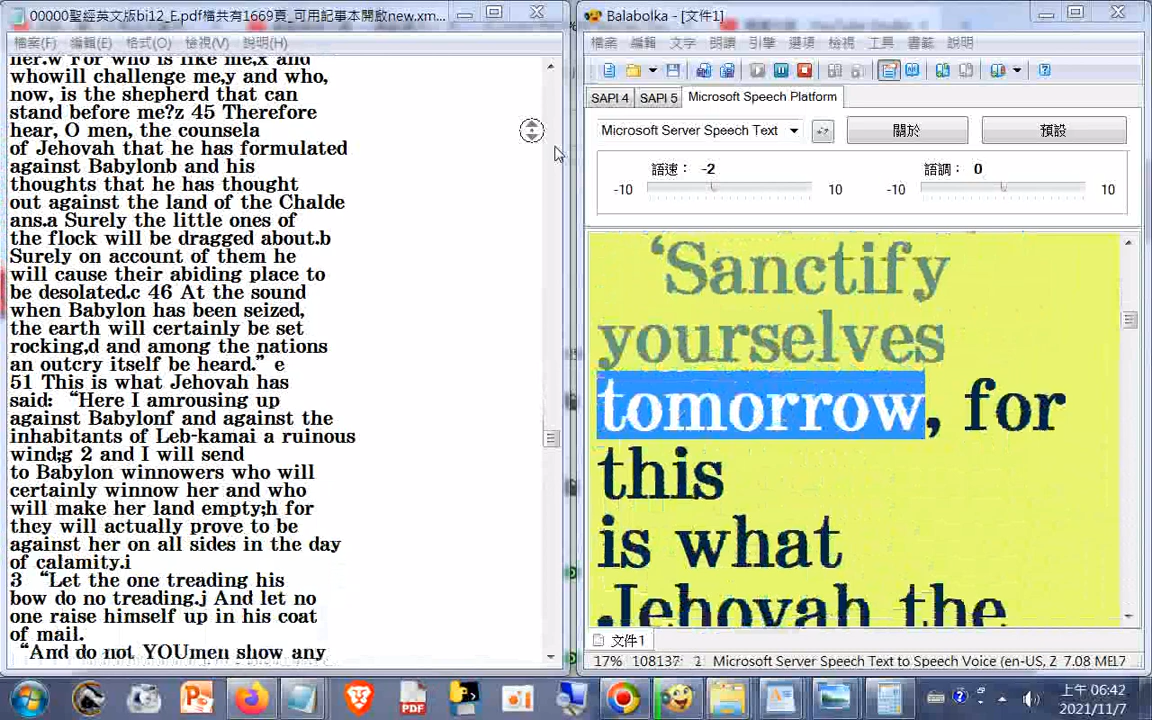 00000聖經英文版bi12_E.pdf檔共有1669頁_可用記事本開啟new.xm...
檔案(F) 編輯(E) 格式(O) 檢視(V) 說明(H)
her.w For who is like me,x and
whowill challenge me,y and who,
now, is the shepherd that can
stand before me?z 45 Therefore
hear, O men, the counsela
of Jehovah that he has formulated
against Babylonb and his
thoughts that he has thought
out against the land of the Chalde
ans.a Surely the little ones of
the flock will be dragged about.b
Surely on account of them he
will cause their abiding place to
be desolated.c 46 At the sound
when Babylon has been seized,
the earth will certainly be set
rocking,d and among the nations
an outcry itself be heard.” e
51 This is what Jehovah has
said: “Here I amrousing up
against Babylonf and against the
inhabitants of Leb-kamai a ruinous
wind;g 2 and I will send
to Babylon winnowers who will
certainly winnow her and who
will make her land empty;h for
they will actually prove to be
against her on all sides in the day
of calamity.i
3 “Let the one treading his
bow do no treading.j And let no
one raise himself up in his coat
of mail.
“And do not YOUmen show any
Balabolka - [文件1]
檔案 編輯 文字 朗讀 引擎 選項 檢視 工具 書籤 說明
SAPI 4 SAPI 5 Microsoft Speech Platform
Microsoft Server Speech Text 關於 預設
語速： -2 語調： 0
-10 10 -10 10
‘Sanctify
yourselves
tomorrow, for
this
is what
Jehovah the
文件1
17% Microsoft Server Speech Text to Speech Voice (en-US, Z 7.08 ME
上午 06:42
2021/11/7